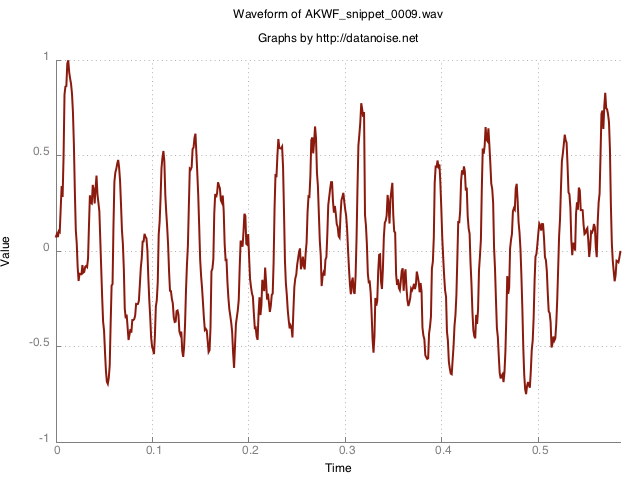 Waveform of AKWF_snippet_0009.wav
Graphs by http://datanoise.net
1
0.5
0
-0.5
-1
Value
0 0.1 0.2 0.3 0.4 0.5
Time